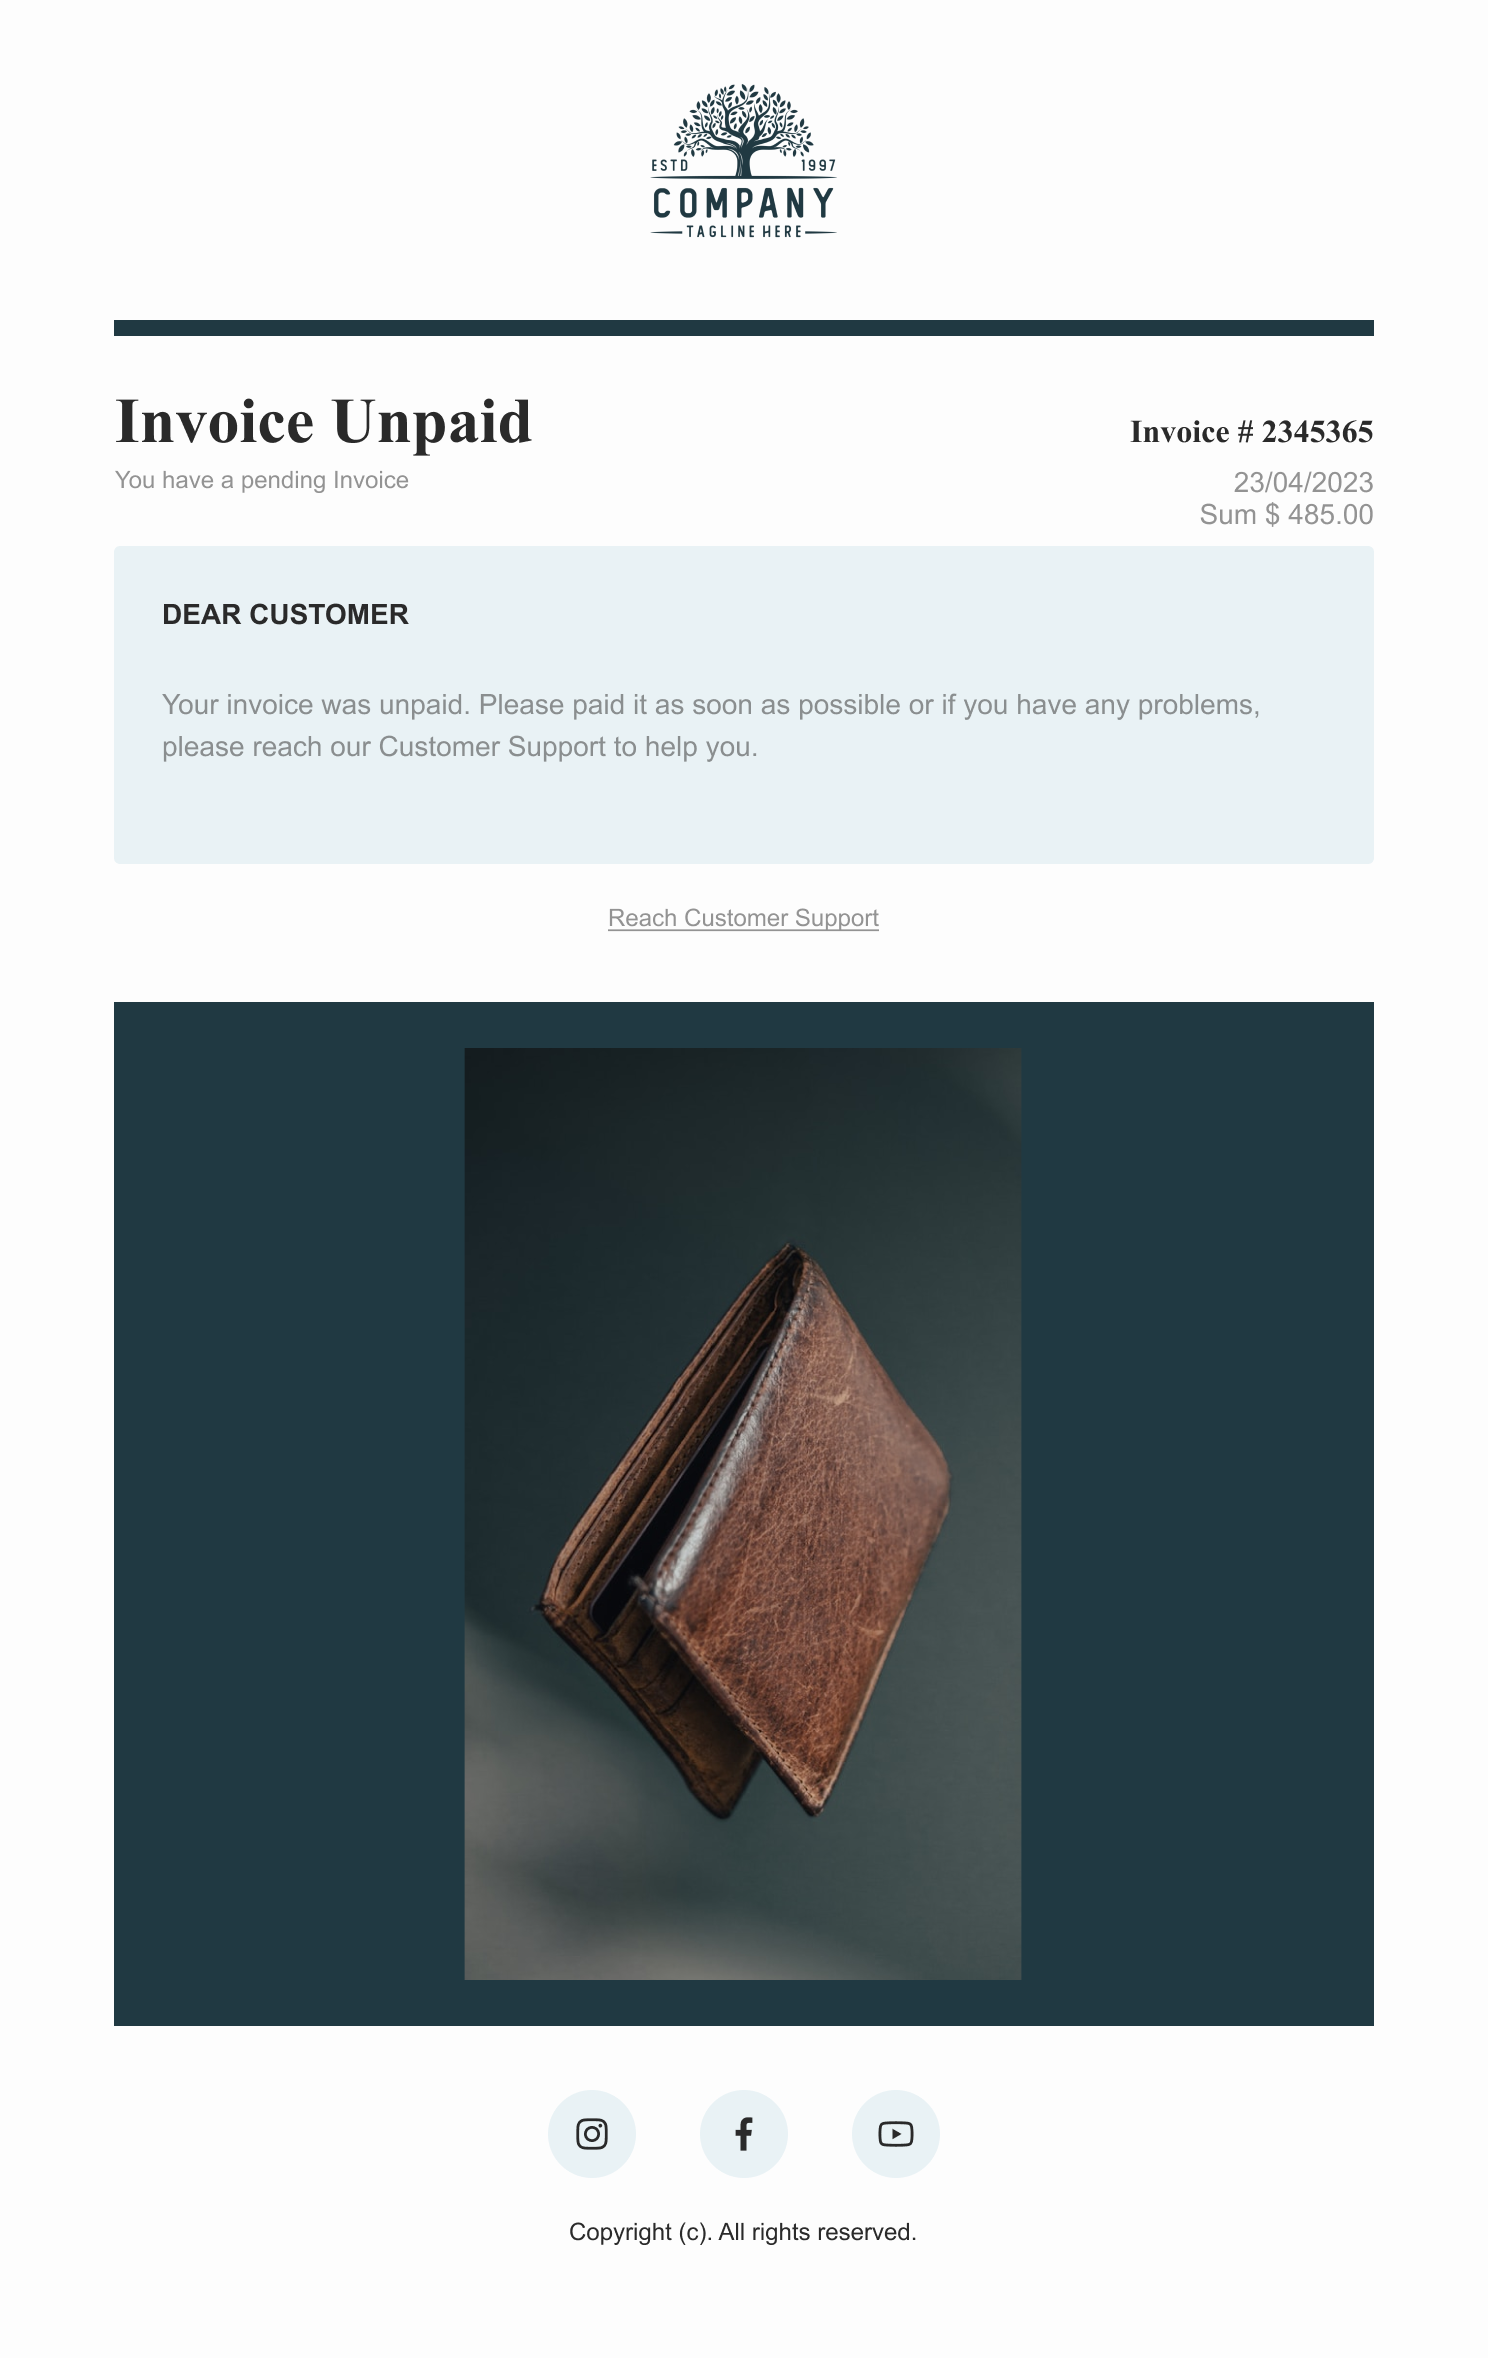 ESTD 1997
COMPANY
TAGLINE HERE
Invoice Unpaid
Invoice # 2345365
You have a pending Invoice
23/04/2023
Sum $ 485.00
DEAR CUSTOMER
Your invoice was unpaid. Please paid it as soon as possible or if you have any problems,
please reach our Customer Support to help you.
Reach Customer Support
Copyright (c). All rights reserved.